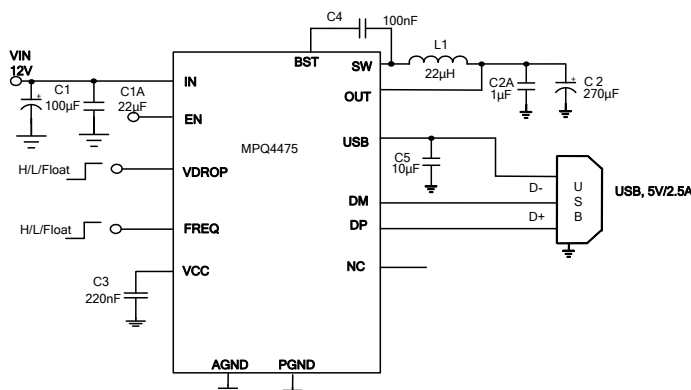 C4
100nF
VIN
12V
BST
SW
L1
22µH
C1
100µF
C1A
22µF
IN
OUT
C2A
1µF
C 2
270µF
EN
USB
MPQ4475
C5
10µF
H/L/Float
VDROP
D-
U
S
B
USB, 5V/2.5A
DM
D+
H/L/Float
FREQ
DP
VCC
NC
C3
220nF
AGND
PGND